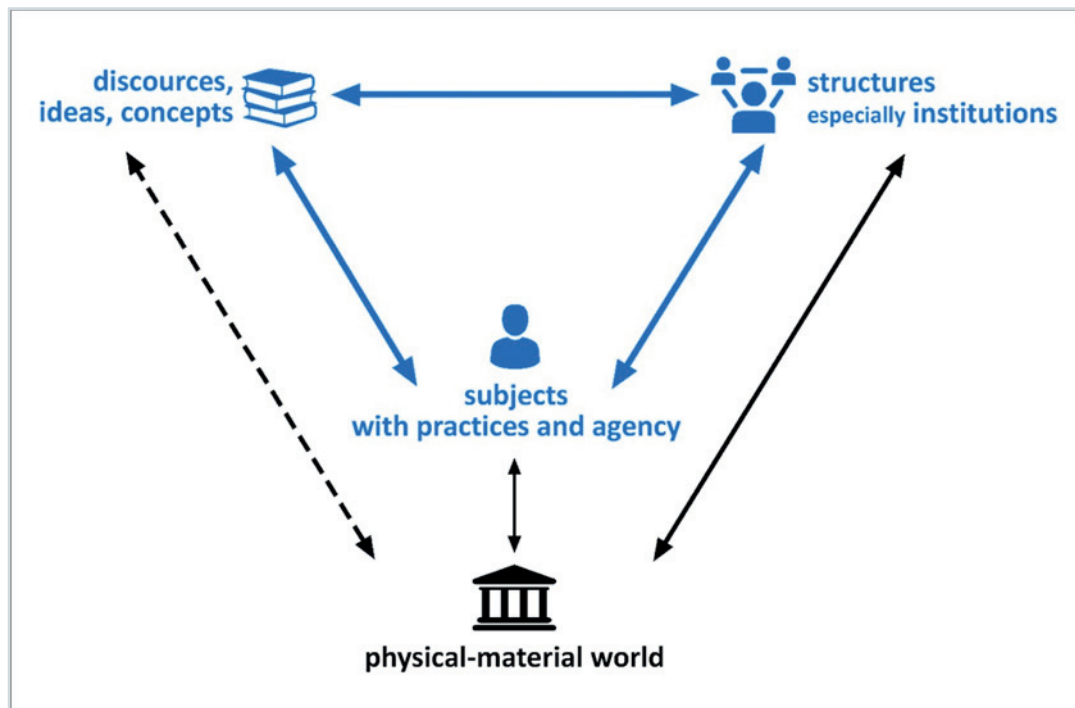 discources,
ideas, concepts
structures
especially institutions
subjects
with practices and agency
physical-material world